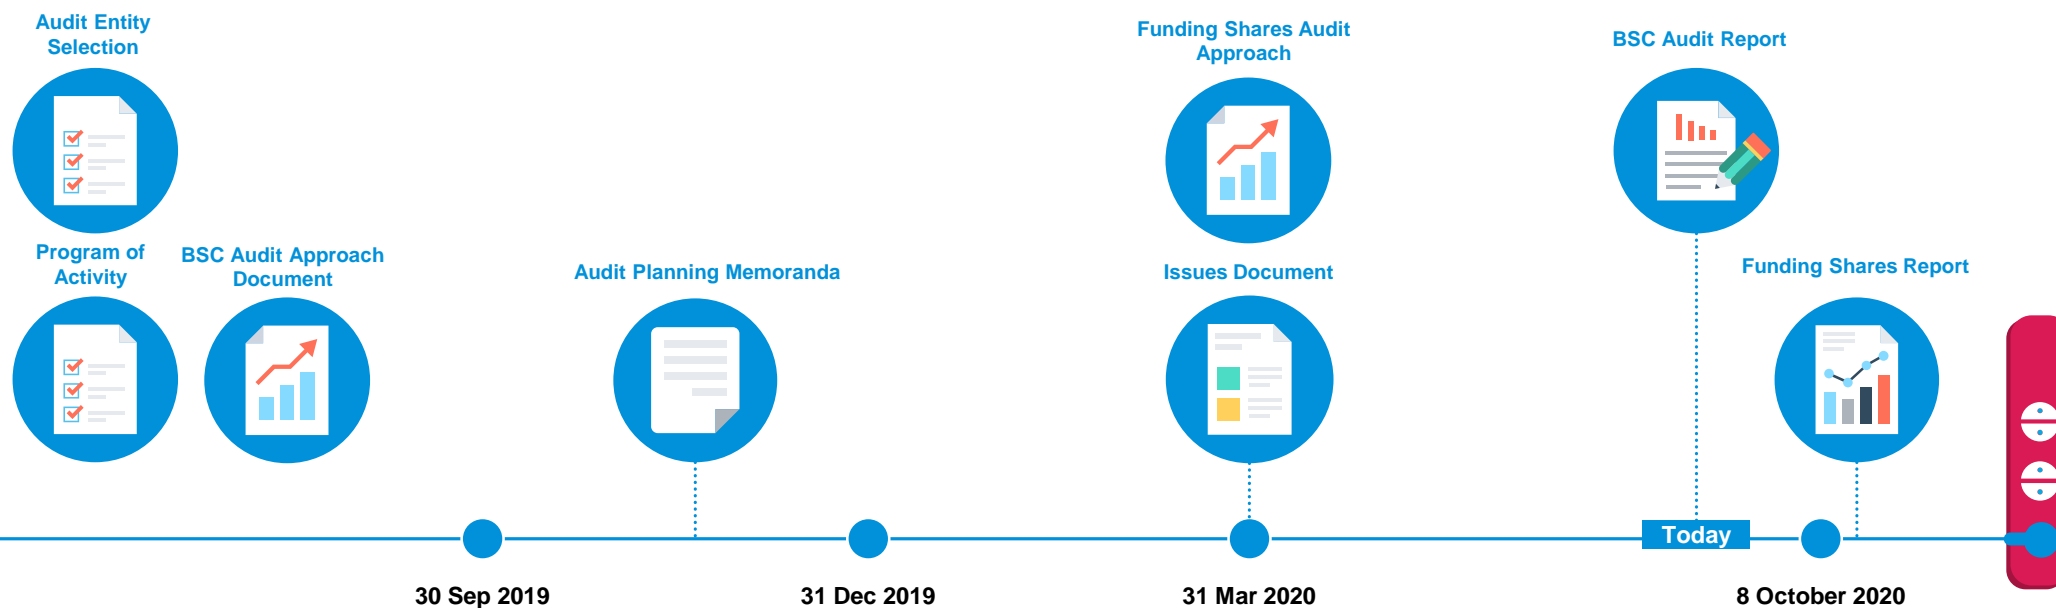 Audit Entity
Selection
Program of
Activity
BSC Audit Approach
Document
Audit Planning Memoranda
Funding Shares Audit
Approach
Issues Document
BSC Audit Report
Funding Shares Report
Today
30 Sep 2019
31 Dec 2019
31 Mar 2020
8 October 2020